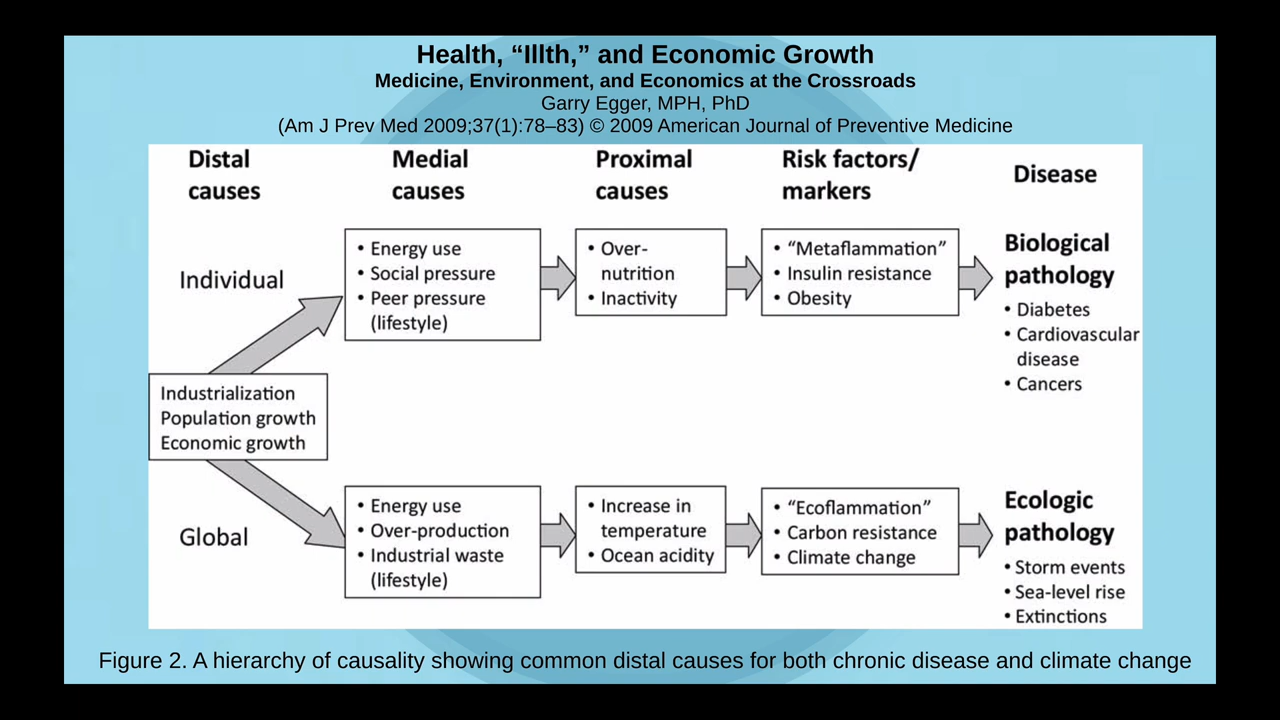 Health, “Illth,” and Economic Growth
Medicine, Environment, and Economics at the Crossroads
Garry Egger, MPH, PhD
(Am J Prev Med 2009;37(1):78–83) © 2009 American Journal of Preventive Medicine
Distal
causes
Medial
causes
Proximal
causes
Risk factors/
markers
Disease
Individual
• Energy use
• Social pressure
• Peer pressure
(lifestyle)
• Over-
nutrition
• Inactivity
• “Metaflammation”
• Insulin resistance
• Obesity
Biological
pathology
• Diabetes
• Cardiovascular
disease
• Cancers
Industrialization
Population growth
Economic growth
Global
• Energy use
• Over-production
• Industrial waste
(lifestyle)
• Increase in
temperature
• Ocean acidity
• “Ecoflammation”
• Carbon resistance
• Climate change
Ecologic
pathology
• Storm events
• Sea-level rise
• Extinctions
Figure 2. A hierarchy of causality showing common distal causes for both chronic disease and climate change